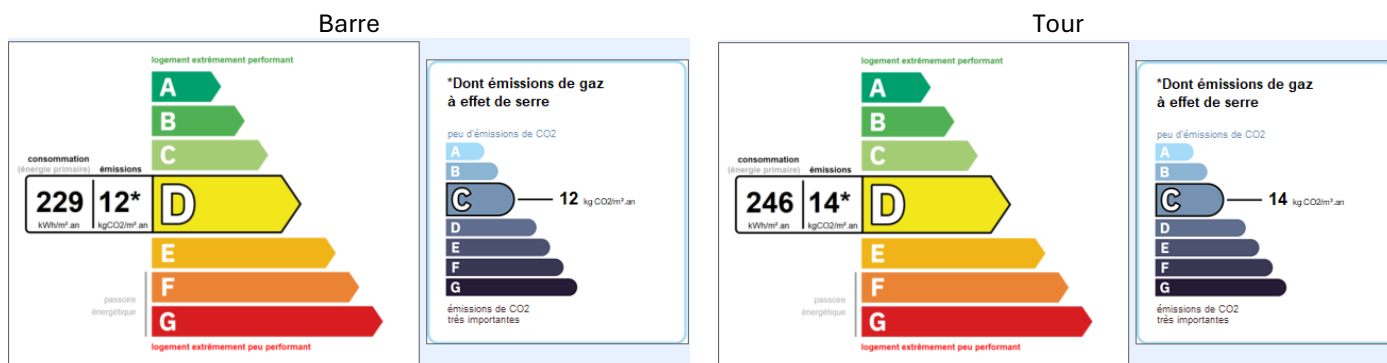 Barre
logement extrêmement performant
A
B
C
consommation
(énergie primaire) émissions
229 12* D
kWh/m².an kgCO2/m².an
E
F
passoire
énergétique
G
logement extrêmement peu performant
*Dont émissions de gaz
à effet de serre
peu d'émissions de CO2
A
B
C 12 kg CO2/m².an
D
E
F
G
émissions de CO2
très importantes
Tour
logement extrêmement performant
A
B
C
consommation
(énergie primaire) émissions
246 14* D
kWh/m².an kgCO2/m².an
E
F
passoire
énergétique
G
logement extrêmement peu performant
*Dont émissions de gaz
à effet de serre
peu d'émissions de CO2
A
B
C 14 kg CO2/m².an
D
E
F
G
émissions de CO2
très importantes